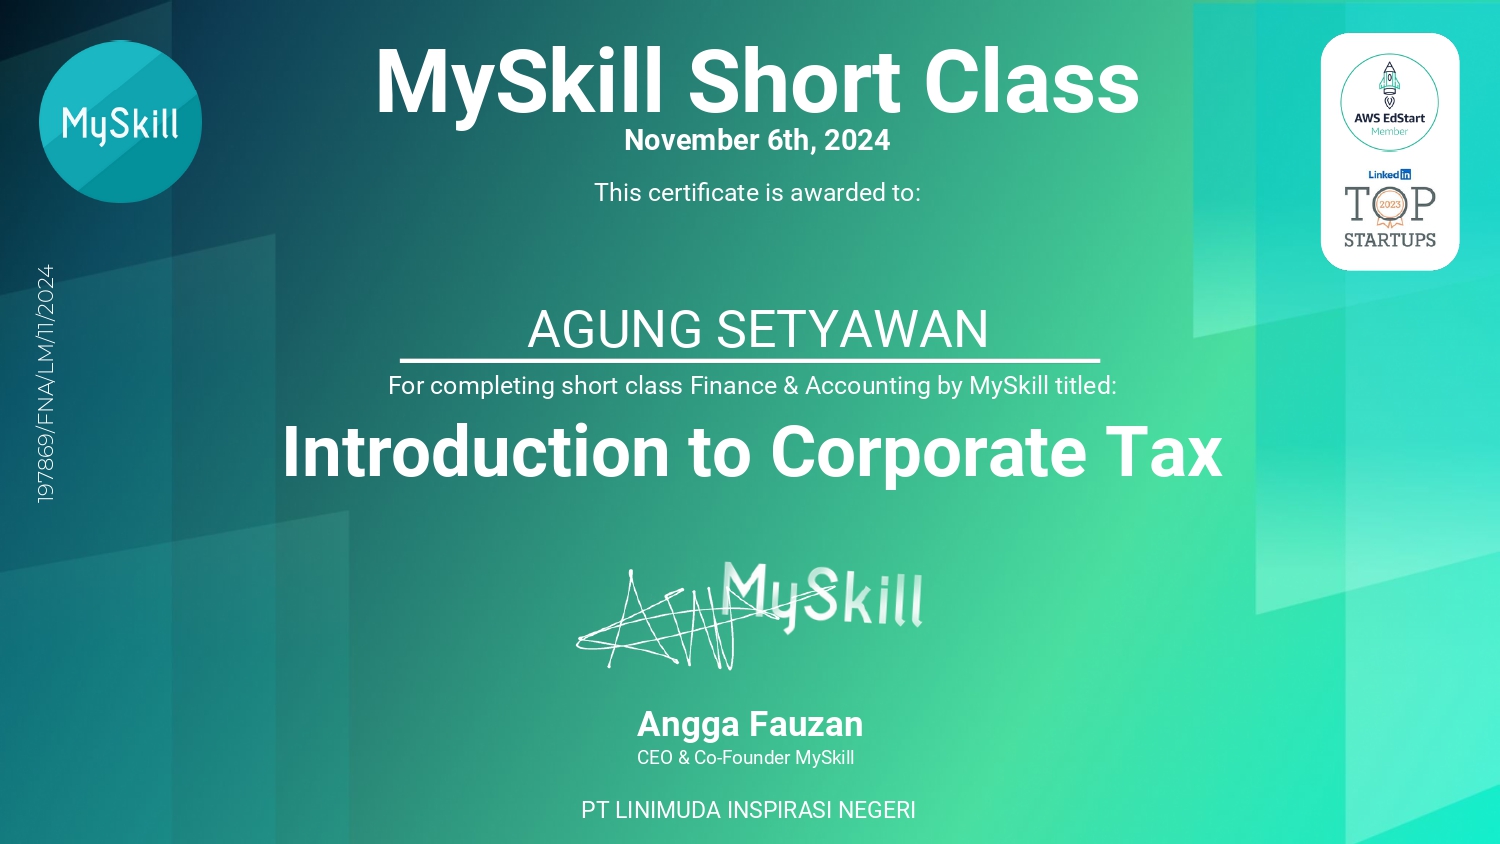 MySkill
MySkill Short Class
November 6th, 2024
This certificate is awarded to:
AWS EdStart
Member
Linked in
TOP
2023
STARTUPS
197869/FNA/LM/11/2024
AGUNG SETYAWAN
For completing short class Finance & Accounting by MySkill titled:
Introduction to Corporate Tax
MySkill
Angga Fauzan
CEO & Co-Founder MySkill
PT LINIMUDA INSPIRASI NEGERI